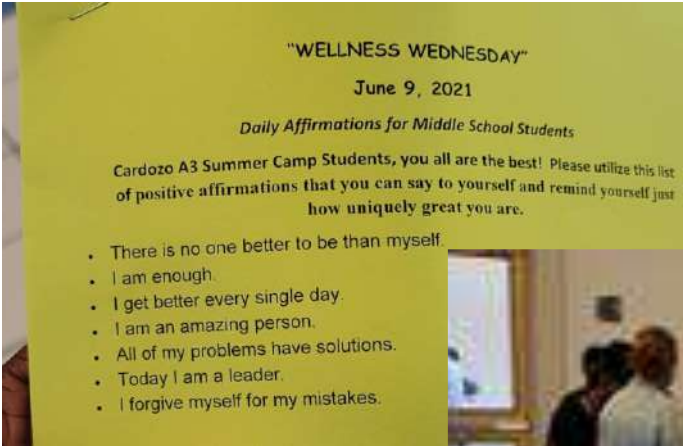 "WELLNESS WEDNESDAY"
June 9, 2021
Daily Affirmations for Middle School Students
Cardozo A3 Summer Camp Students, you all are the best! Please utilize this list
of positive affirmations that you can say to yourself and remind yourself just
how uniquely great you are.
• There is no one better to be than myself.
• I am enough.
• I get better every single day.
• I am an amazing person.
• All of my problems have solutions.
• Today I am a leader.
• I forgive myself for my mistakes.